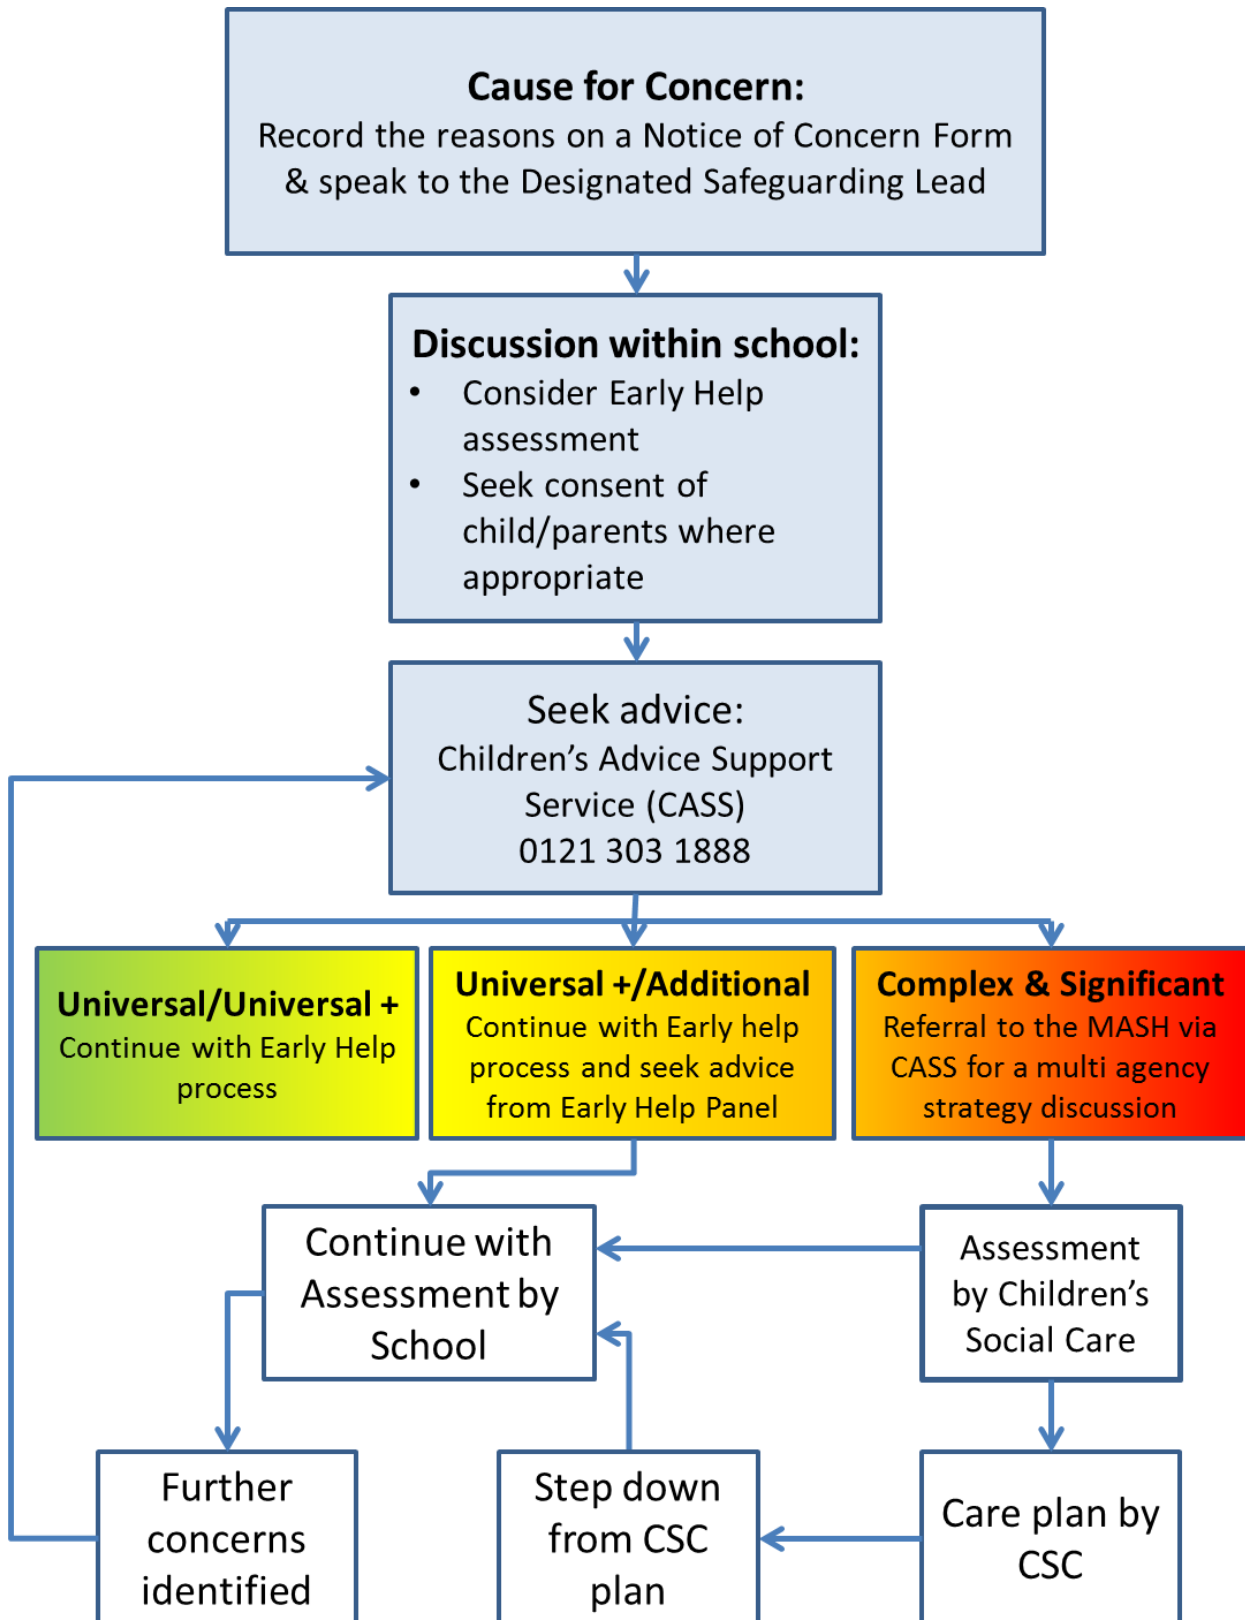 Cause for Concern:
Record the reasons on a Notice of Concern Form
& speak to the Designated Safeguarding Lead
Discussion within school:
• Consider Early Help
assessment
• Seek consent of
child/parents where
appropriate
Seek advice:
Children’s Advice Support
Service (CASS)
0121 303 1888
Universal/Universal +
Continue with Early Help
process
Universal +/Additional
Continue with Early help
process and seek advice
from Early Help Panel
Complex & Significant
Referral to the MASH via
CASS for a multi agency
strategy discussion
Continue with
Assessment by
School
Assessment
by Children’s
Social Care
Further
concerns
identified
Step down
from CSC
plan
Care plan by
CSC